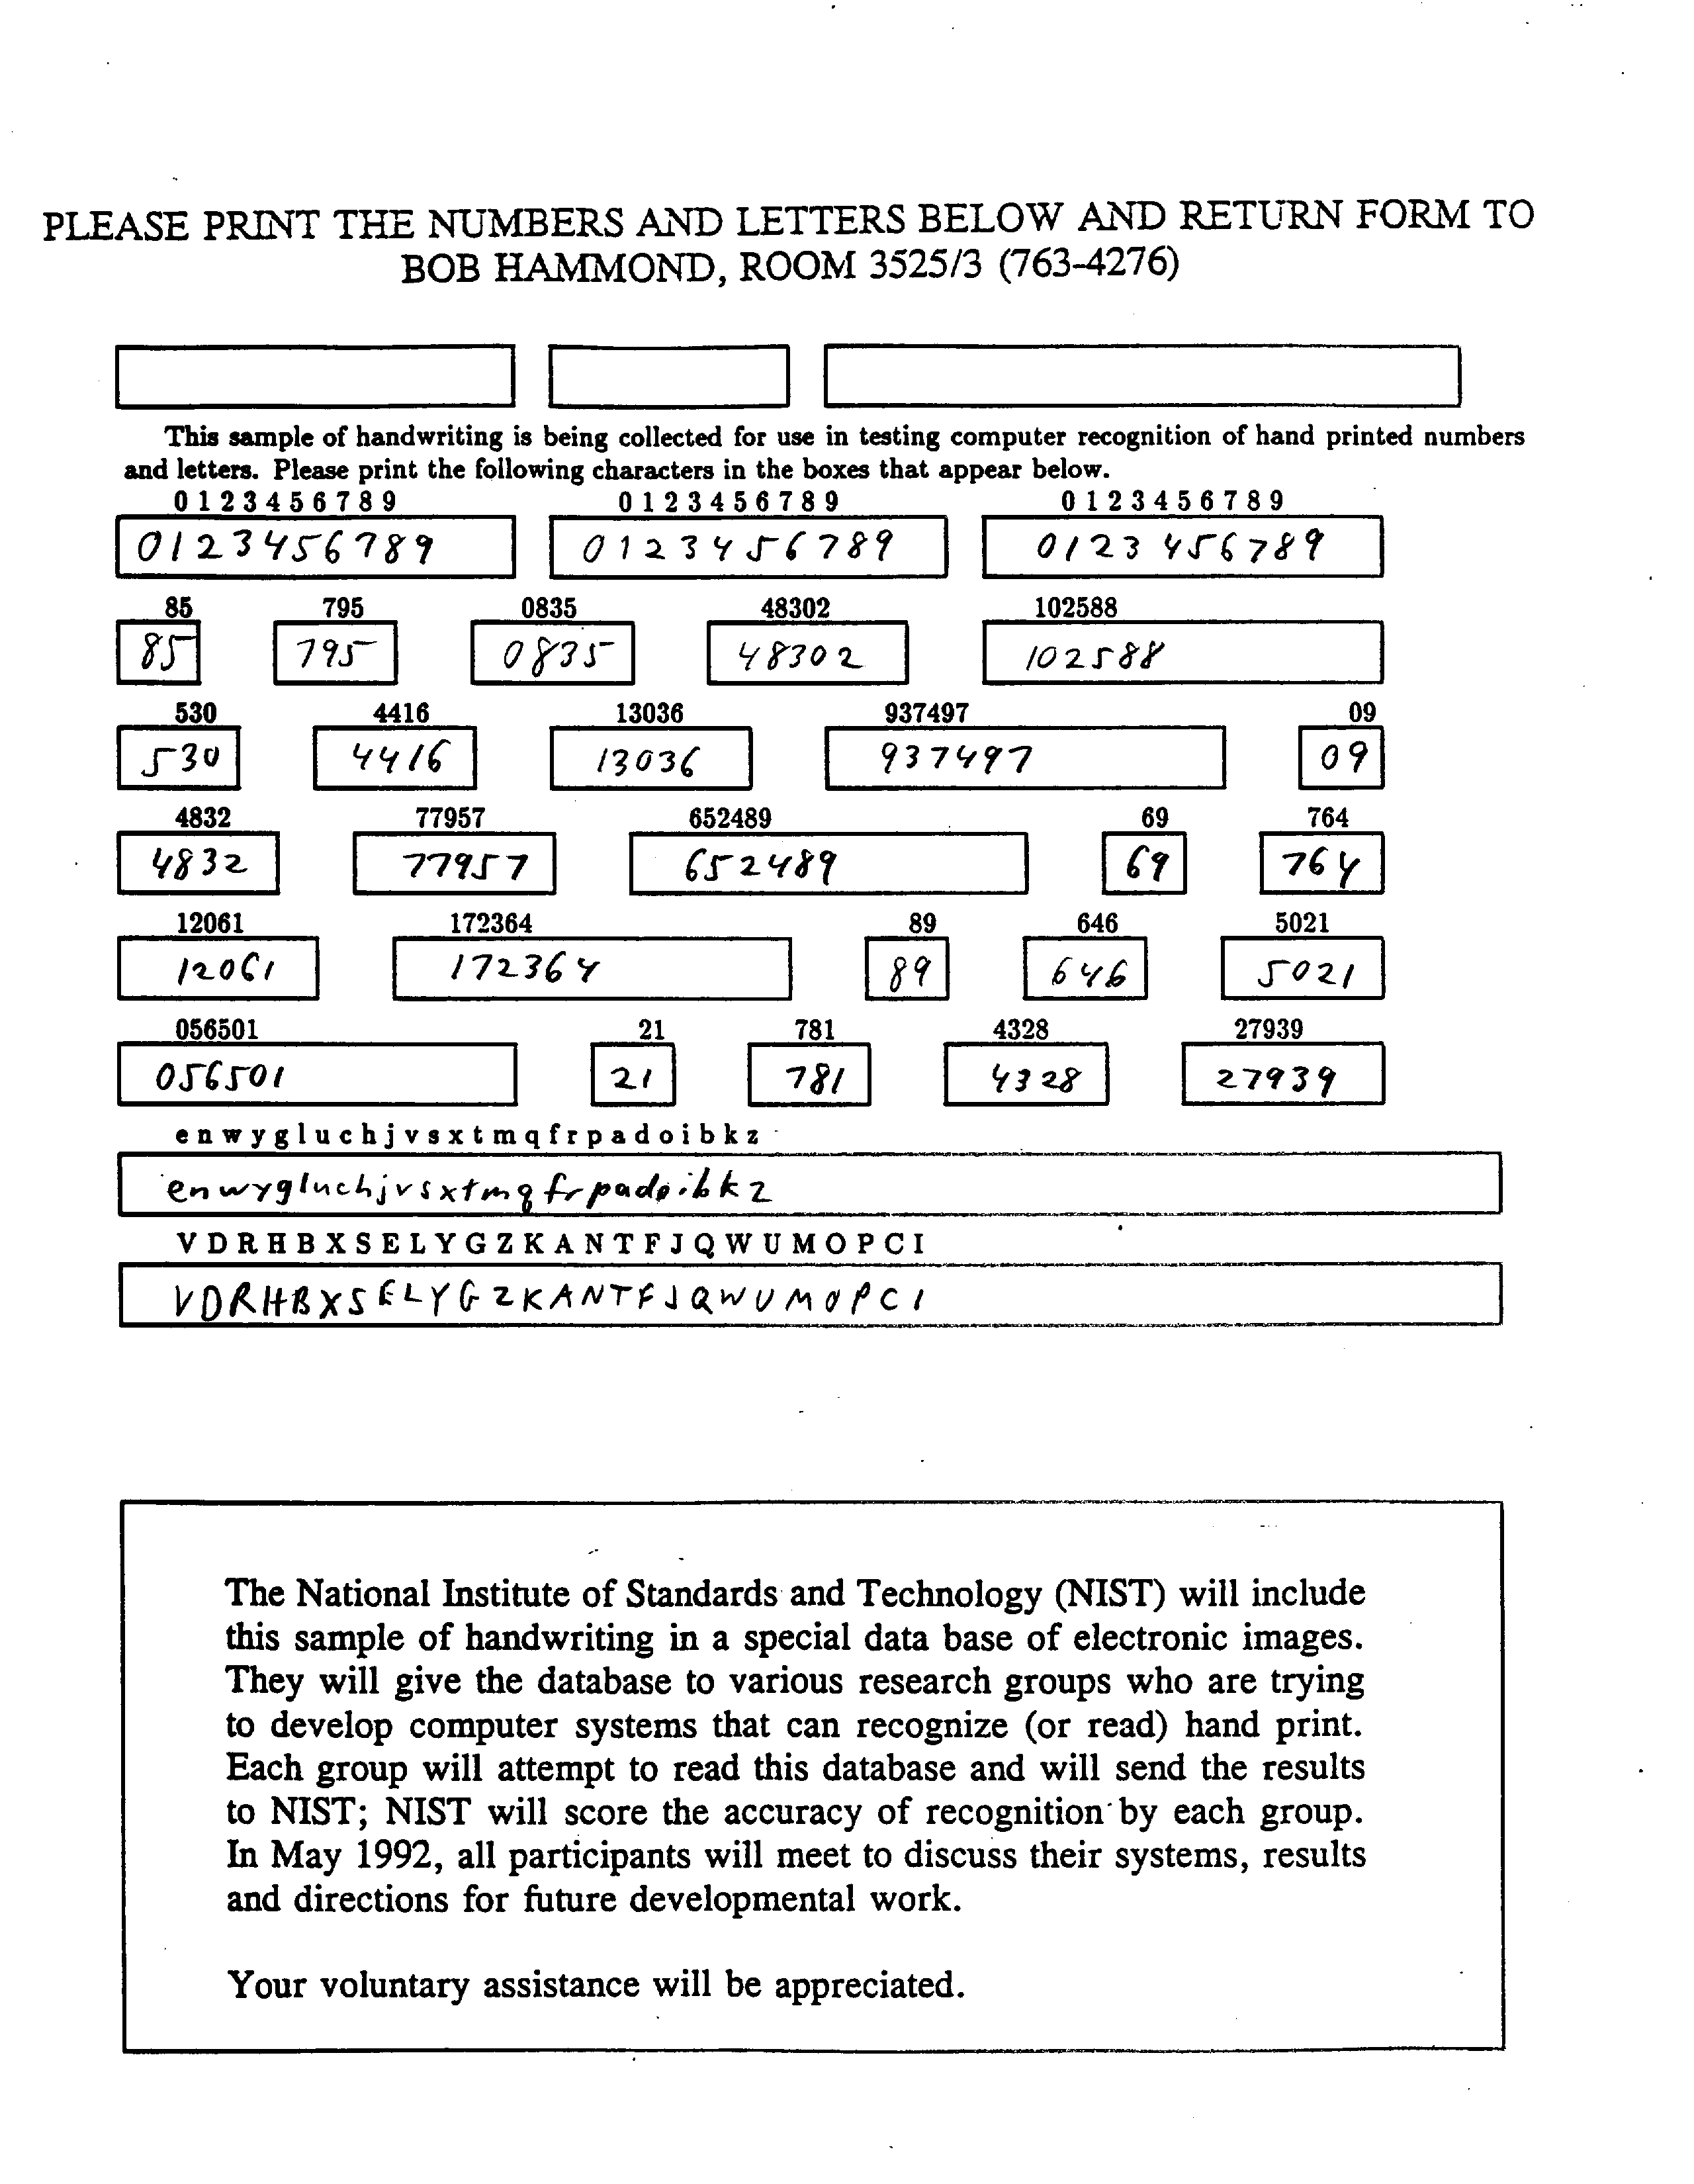 PLEASE PRINT THE NUMBERS AND LETTERS BELOW AND RETURN FORM TO
BOB HAMMOND, ROOM 3525/3 (763-4276)
This sample of handwriting is being collected for use in testing computer recognition of hand printed numbers
and letters. Please print the following characters in the boxes that appear below.
0 1 2 3 4 5 6 7 8 9 0 1 2 3 4 5 6 7 8 9 0 1 2 3 4 5 6 7 8 9
0123456789 0123456789 0123456789
85 795 0835 48302 102588
85 795 0835 48302 102588
530 4416 13036 937497 09
530 4416 13036 937497 09
4832 77957 652489 69 764
4832 77957 652489 69 764
12061 172364 89 646 5021
12061 172364 89 646 5021
056501 21 781 4328 27939
056501 21 781 4328 27939
e n w y g l u c h j v s x t m q f r p a d o i b k z
enwygluchjvsxtmqfrpadoibkz
V D R H B X S E L Y G Z K A N T F J Q W U M O P C I
VDRHBXSELYGZKANTFJQWUMOPCI
The National Institute of Standards and Technology (NIST) will include
this sample of handwriting in a special data base of electronic images.
They will give the database to various research groups who are trying
to develop computer systems that can recognize (or read) hand print.
Each group will attempt to read this database and will send the results
to NIST; NIST will score the accuracy of recognition by each group.
In May 1992, all participants will meet to discuss their systems, results
and directions for future developmental work.
Your voluntary assistance will be appreciated.